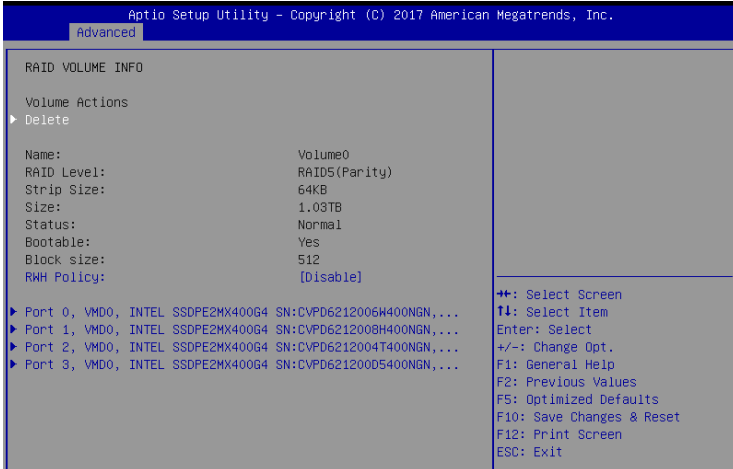 Aptio Setup Utility – Copyright (C) 2017 American Megatrends, Inc.
Advanced
RAID VOLUME INFO
Volume Actions
Delete
Name: Volume0
RAID Level: RAID5(Parity)
Strip Size: 64KB
Size: 1.03TB
Status: Normal
Bootable: Yes
Block size: 512
RWH Policy: [Disable]
Port 0, VMD0, INTEL SSDPE2MX400G4 SN:CVPD6212006W400NGN,...
Port 1, VMD0, INTEL SSDPE2MX400G4 SN:CVPD6212008H400NGN,...
Port 2, VMD0, INTEL SSDPE2MX400G4 SN:CVPD6212004T400NGN,...
Port 3, VMD0, INTEL SSDPE2MX400G4 SN:CVPD621200D5400NGN,...
→←: Select Screen
↑↓: Select Item
Enter: Select
+/-: Change Opt.
F1: General Help
F2: Previous Values
F5: Optimized Defaults
F10: Save Changes & Reset
F12: Print Screen
ESC: Exit